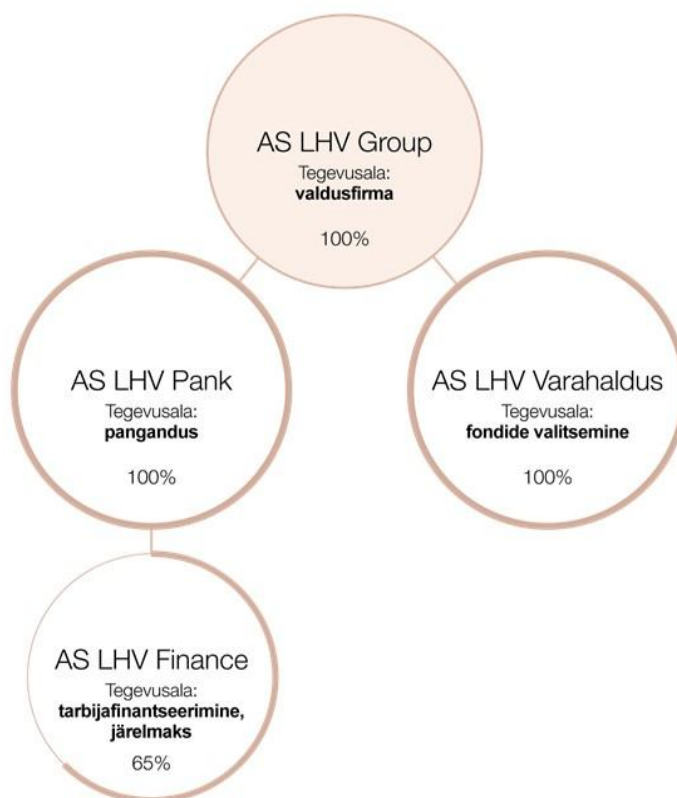 AS LHV Group
Tegevusala:
valdusfirma
100%
AS LHV Pank
Tegevusala:
pangandus
100%
AS LHV Varahaldus
Tegevusala:
fondide valitsemine
100%
AS LHV Finance
Tegevusala:
tarbijafinantseerimine,
järelmaks
65%